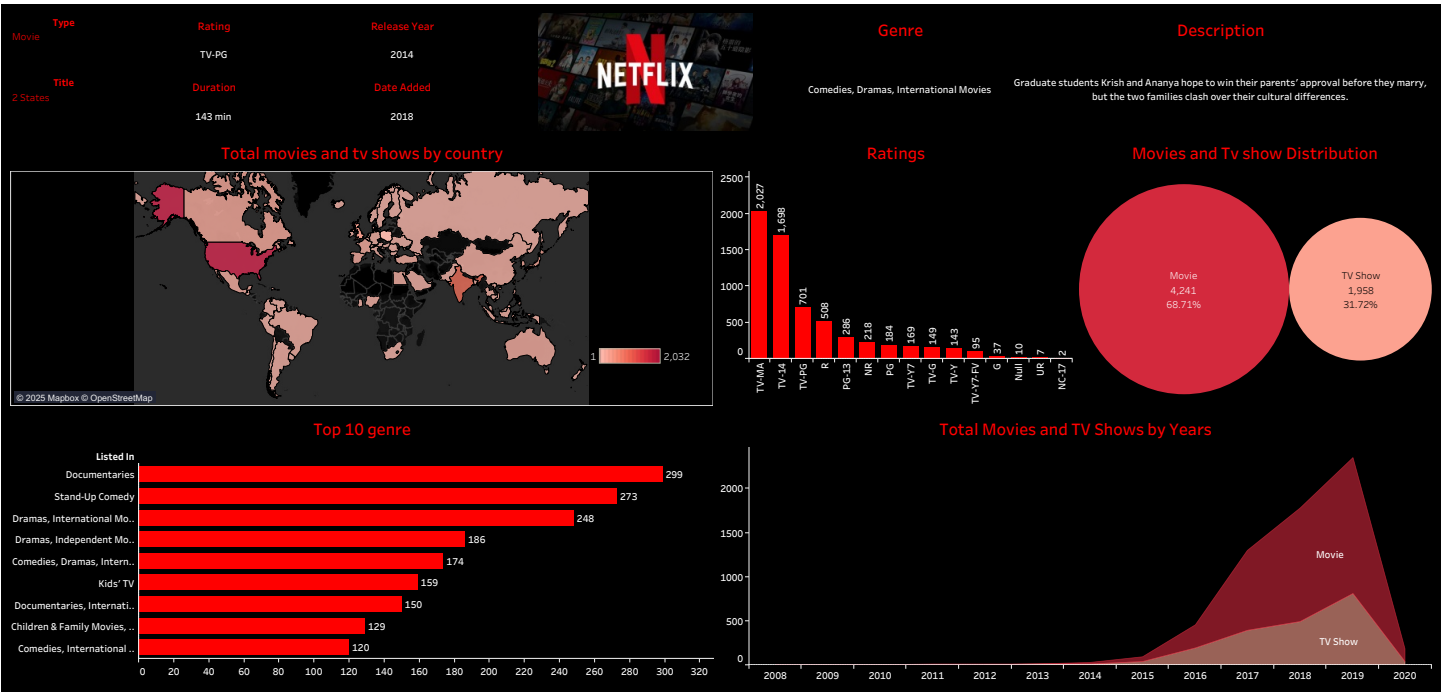 Type
Movie
Rating
TV-PG
Release Year
2014
Title
2 States
Duration
143 min
Date Added
2018
NETFLIX
Genre
Comedies, Dramas, International Movies
Description
Graduate students Krish and Ananya hope to win their parents' approval before they marry,
but the two families clash over their cultural differences.
Total movies and tv shows by country
1
2,032
© 2025 Mapbox © OpenStreetMap
Ratings
2500
2000
1500
1000
500
0
2,027
1,698
701
508
286
218
184
169
149
143
95
37
10
7
2
TV-MA
TV-14
TV-PG
R
PG-13
NR
PG
TV-Y7
TV-G
TV-Y
TV-Y7-FV
G
Null
UR
NC-17
Movies and Tv show Distribution
Movie
4,241
68.71%
TV Show
1,958
31.72%
Top 10 genre
Listed In
Documentaries 299
Stand-Up Comedy 273
Dramas, International Mo.. 248
Dramas, Independent Mo.. 186
Comedies, Dramas, Intern.. 174
Kids' TV 159
Documentaries, Internati.. 150
Children & Family Movies, .. 129
Comedies, International .. 120
0 20 40 60 80 100 120 140 160 180 200 220 240 260 280 300 320
Total Movies and TV Shows by Years
2000
1500
1000
500
0
Movie
TV Show
2008 2009 2010 2011 2012 2013 2014 2015 2016 2017 2018 2019 2020